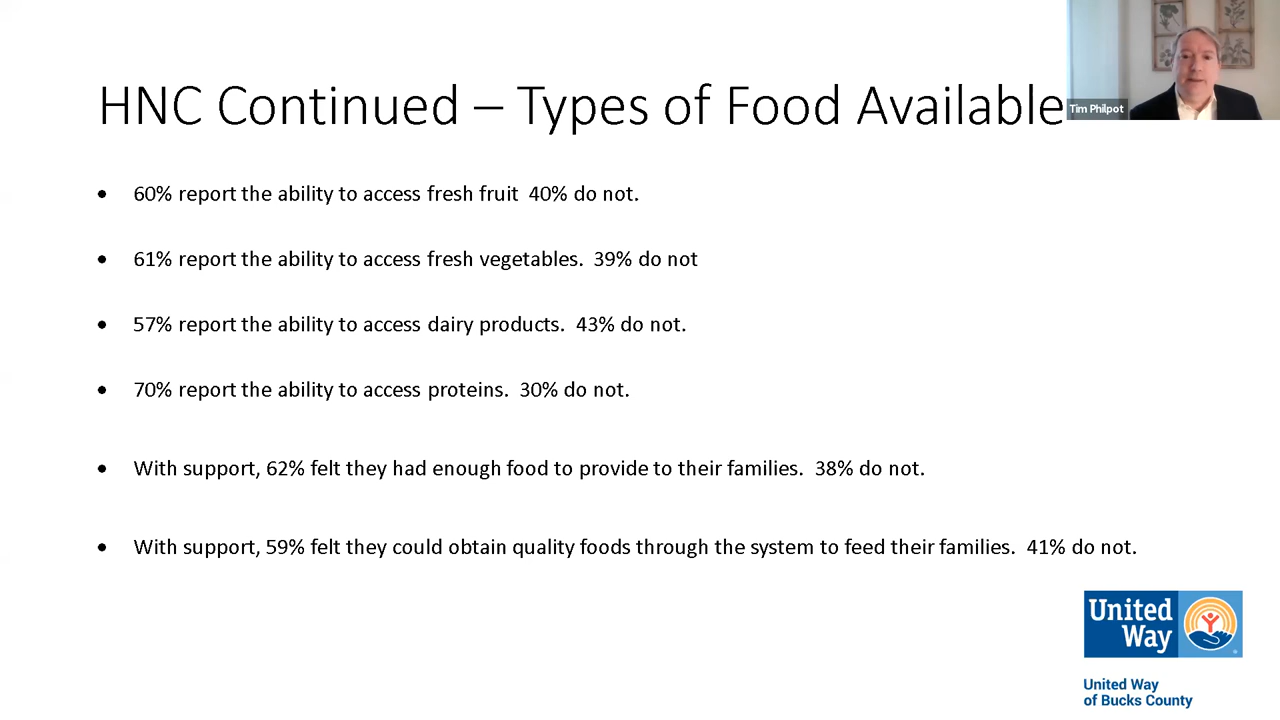 HNC Continued – Types of Food Available
Tim Philpot
• 60% report the ability to access fresh fruit  40% do not.
• 61% report the ability to access fresh vegetables.  39% do not
• 57% report the ability to access dairy products.  43% do not.
• 70% report the ability to access proteins.  30% do not.
• With support, 62% felt they had enough food to provide to their families.  38% do not.
• With support, 59% felt they could obtain quality foods through the system to feed their families.  41% do not.
United
Way
United Way
of Bucks County